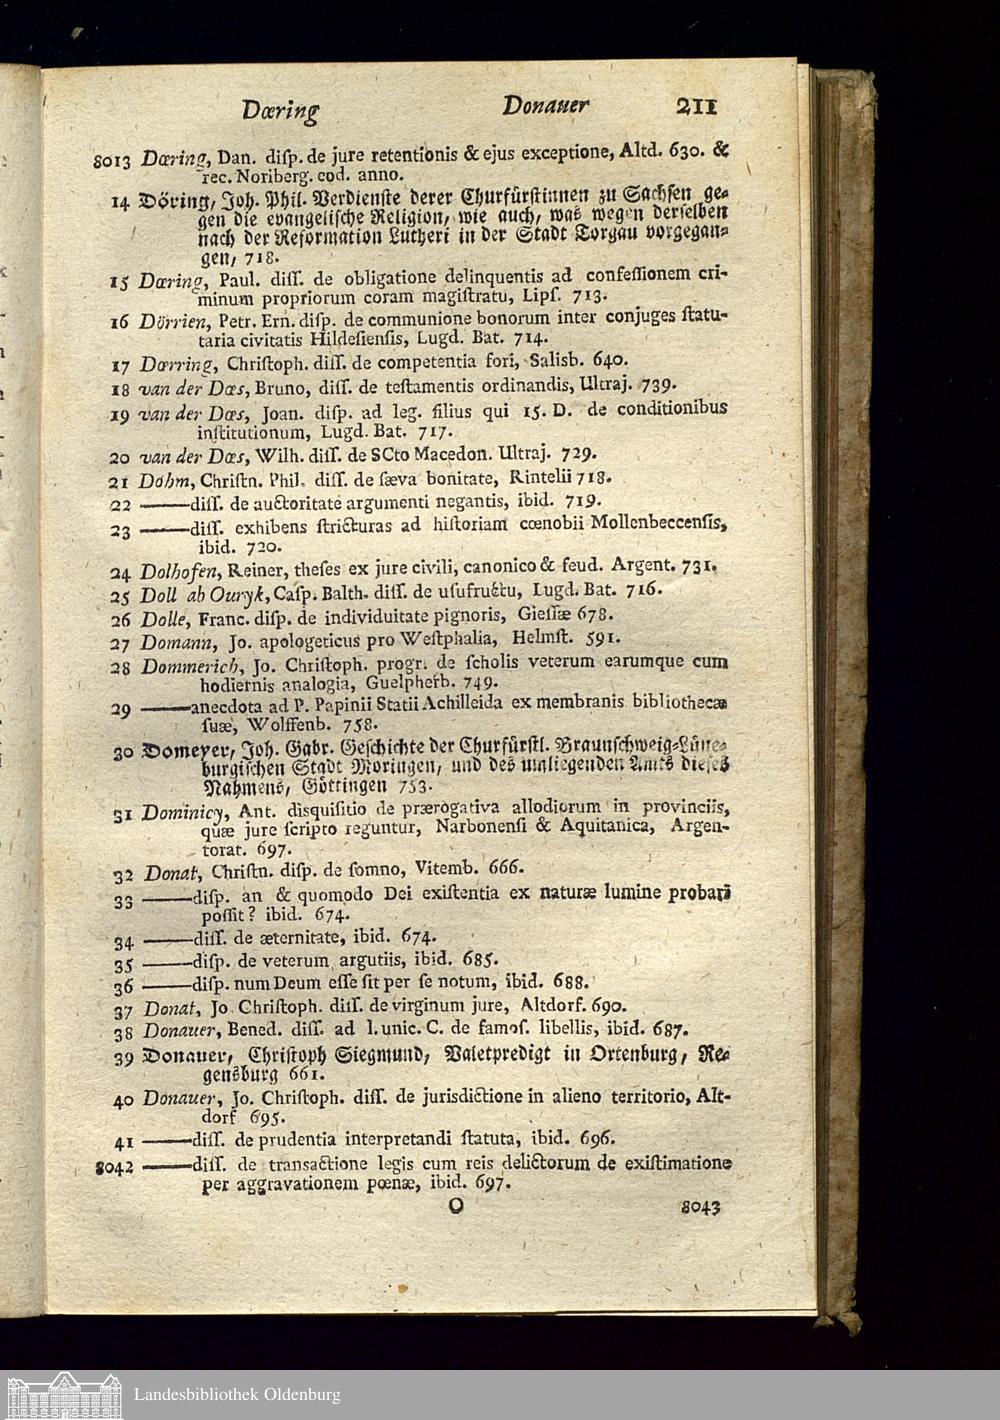 Dœring Donauer 211
8013 Dœring, Dan. diſp. de jure retentionis & ejus exceptione, Altd. 630. &
rec. Noriberg. eod. anno.
14 Döring, Joh. Phil. Verdienſte derer Churfürſtinnen zu Sachſen ge-
gen die evangeliſche Religion, wie auch, was wegen derſelben
nach der Reformation Lutheri in der Stadt Torgau vorgegan-
gen, 718.
15 Dœring, Paul. diſſ. de obligatione delinquentis ad confeſſionem cri-
minum propriorum coram magiſtratu, Lipſ. 713.
16 Dörrien, Petr. Ern. diſp. de communione bonorum inter conjuges ſtatu-
taria civitatis Hildeſienſis, Lugd. Bat. 714.
17 Dœrring, Chriſtoph. diſſ. de competentia fori, Salisb. 640.
18 van der Does, Bruno, diſſ. de teſtamentis ordinandis, Ultraj. 739.
19 van der Does, Joan. diſp. ad leg. filius qui 15. D. de conditionibus
inſtitutionum, Lugd. Bat. 717.
20 van der Does, Wilh. diſſ. de SCto Macedon. Ultraj. 729.
21 Dohm, Chriſtn. Phil. diſſ. de ſæva bonitate, Rintelii 718.
22 ——diſſ. de auctoritate argumenti negantis, ibid. 719.
23 ——diſſ. exhibens ſtricturas ad hiſtoriam cœnobii Mollenbeccenſis,
ibid. 720.
24 Dolhofen, Reiner, theſes ex jure civili, canonico & feud. Argent. 731.
25 Doll ab Ouryk, Caſp. Balth. diſſ. de uſufructu, Lugd. Bat. 716.
26 Dolle, Franc. diſp. de individuitate pignoris, Gieſſæ 678.
27 Domann, Jo. apologeticus pro Weſtphalia, Helmſt. 591.
28 Dommerich, Jo. Chriſtoph. progr. de ſcholis veterum earumque cum
hodiernis analogia, Guelpherb. 749.
29 ——anecdota ad P. Papinii Statii Achilleida ex membranis bibliothecæ
ſuæ, Wolffenb. 758.
30 Domeyer, Joh. Gabr. Geſchichte der Churfürſtl. Braunſchweig-Lüne-
burgiſchen Stadt Moringen, und des umliegenden Amts dieſes
Nahmens, Göttingen 753.
31 Dominicy, Ant. disquiſitio de prærogativa allodiorum in provinciis,
quæ jure ſcripto reguntur, Narbonenſi & Aquitanica, Argen-
torat. 697.
32 Donat, Chriſtn. diſp. de ſomno, Vitemb. 666.
33 ——diſp. an & quomodo Dei exiſtentia ex naturæ lumine probari
poſſit? ibid. 674.
34 ——diſſ. de æternitate, ibid. 674.
35 ——diſp. de veterum argutiis, ibid. 685.
36 ——diſp. num Deum eſſe ſit per ſe notum, ibid. 688.
37 Donat, Jo Chriſtoph. diſſ. de virginum jure, Altdorf. 690.
38 Donauer, Bened. diſſ. ad l. unic. C. de famoſ. libellis, ibid. 687.
39 Donauer, Chriſtoph Siegmund, Valetpredigt in Ortenburg, Re-
gensburg 661.
40 Donauer, Jo. Chriſtoph. diſſ. de jurisdictione in alieno territorio, Alt-
dorf 695.
41 ——diſſ. de prudentia interpretandi ſtatuta, ibid. 696.
8042 ——diſſ. de transactione legis cum reis delictorum de exiſtimatione
per aggravationem pœnæ, ibid. 697.
O 8043
Landesbibliothek Oldenburg